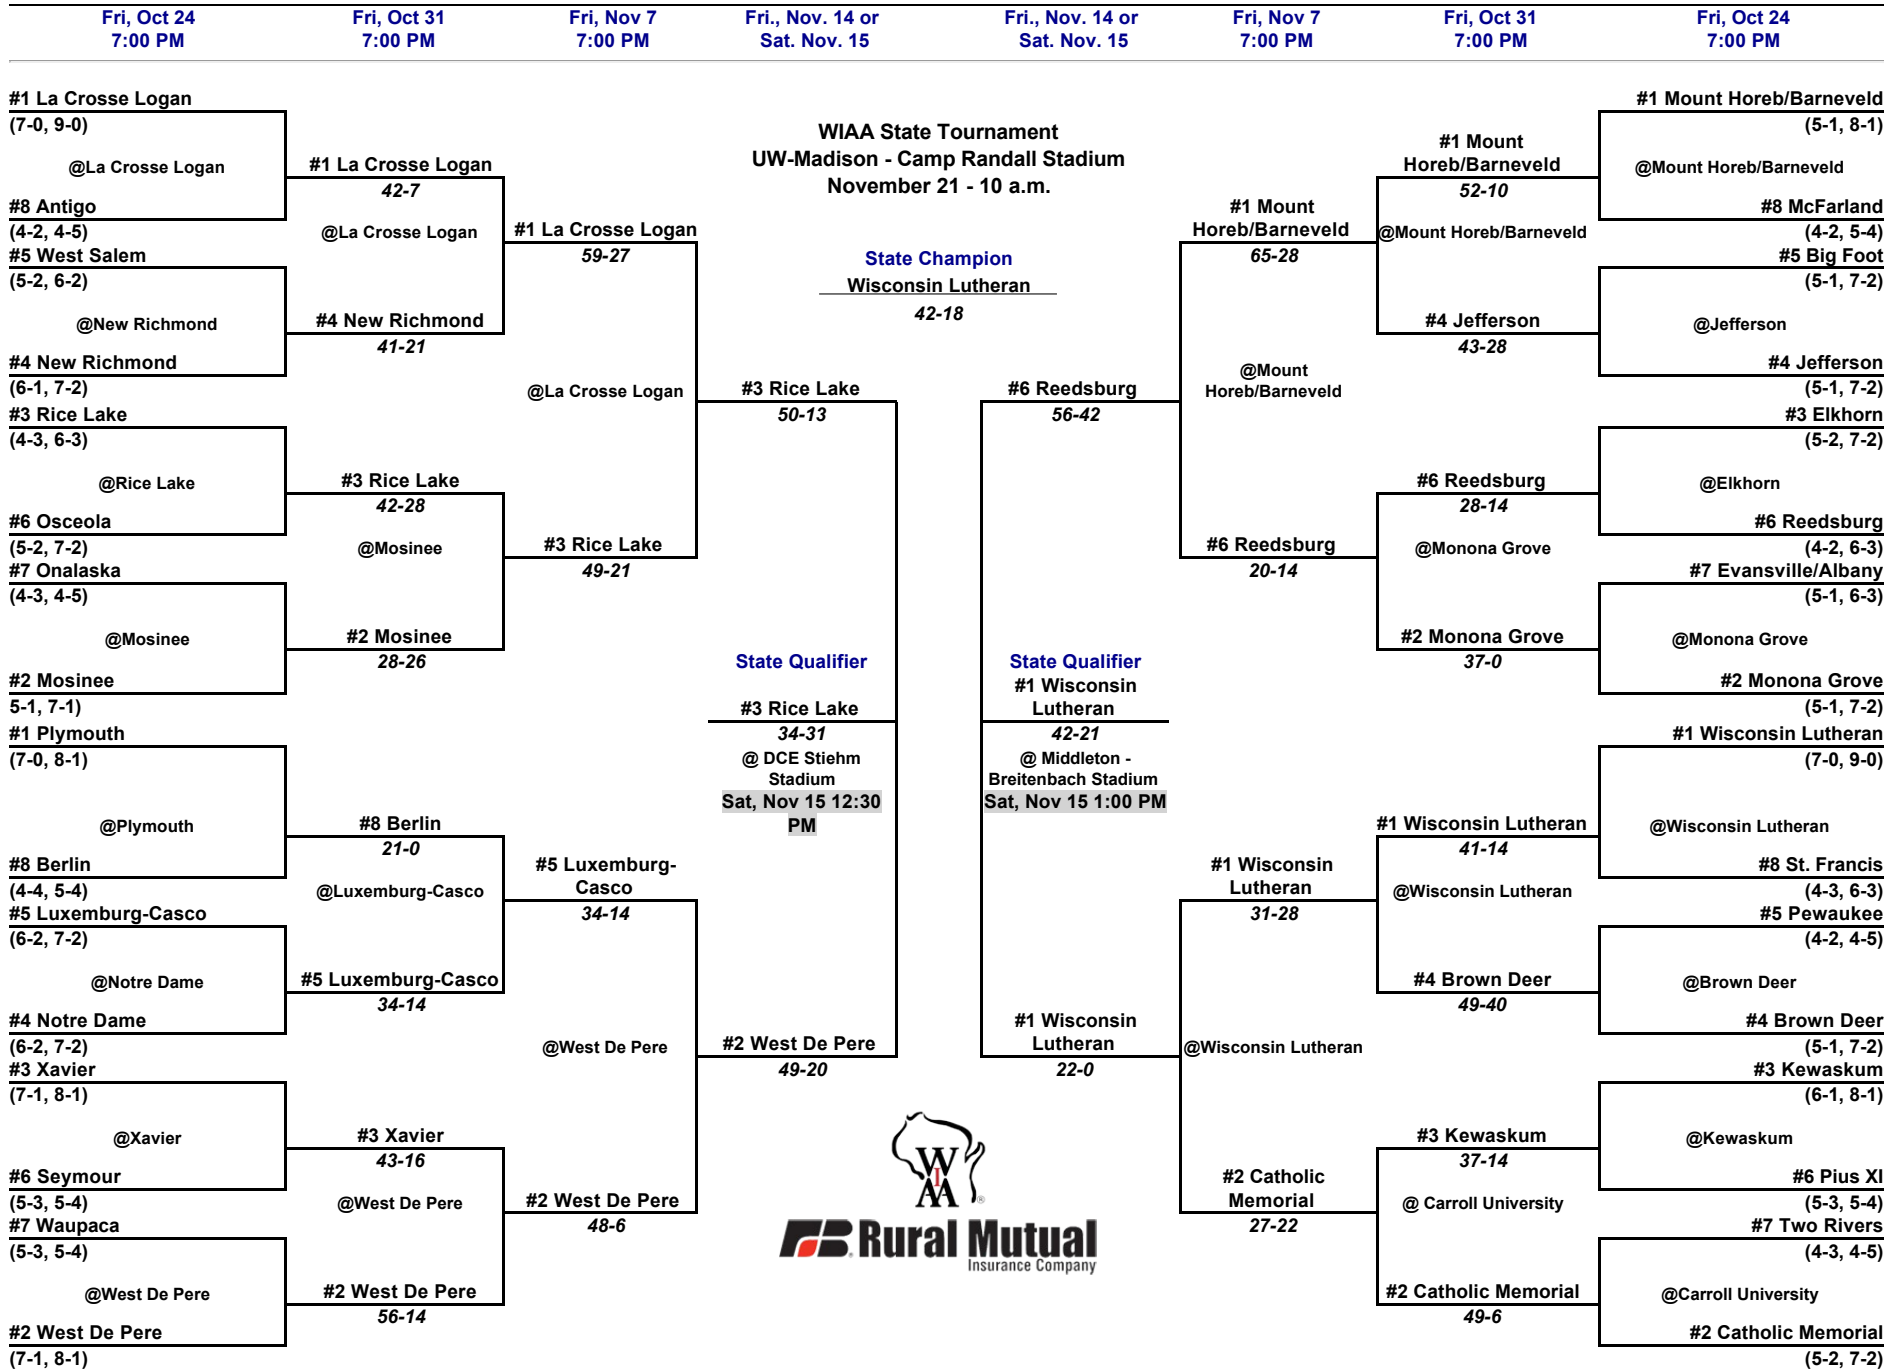 Fri, Oct 24
7:00 PM
Fri, Oct 31
7:00 PM
Fri, Nov 7
7:00 PM
Fri., Nov. 14 or
Sat. Nov. 15
Fri., Nov. 14 or
Sat. Nov. 15
Fri, Nov 7
7:00 PM
Fri, Oct 31
7:00 PM
Fri, Oct 24
7:00 PM
#1 La Crosse Logan
(7-0, 9-0)
@La Crosse Logan
#8 Antigo
(4-2, 4-5)
#5 West Salem
(5-2, 6-2)
@New Richmond
#4 New Richmond
(6-1, 7-2)
#3 Rice Lake
(4-3, 6-3)
@Rice Lake
#6 Osceola
(5-2, 7-2)
#7 Onalaska
(4-3, 4-5)
@Mosinee
#2 Mosinee
5-1, 7-1)
#1 Plymouth
(7-0, 8-1)
@Plymouth
#8 Berlin
(4-4, 5-4)
#5 Luxemburg-Casco
(6-2, 7-2)
@Notre Dame
#4 Notre Dame
(6-2, 7-2)
#3 Xavier
(7-1, 8-1)
@Xavier
#6 Seymour
(5-3, 5-4)
#7 Waupaca
(5-3, 5-4)
@West De Pere
#2 West De Pere
(7-1, 8-1)
#1 La Crosse Logan
42-7
@La Crosse Logan
#4 New Richmond
41-21
#3 Rice Lake
42-28
@Mosinee
#2 Mosinee
28-26
#8 Berlin
21-0
@Luxemburg-Casco
#5 Luxemburg-Casco
34-14
#3 Xavier
43-16
@West De Pere
#2 West De Pere
56-14
#1 La Crosse Logan
59-27
@La Crosse Logan
#3 Rice Lake
49-21
#5 Luxemburg-
Casco
34-14
@West De Pere
#2 West De Pere
48-6
#3 Rice Lake
50-13
State Qualifier
#3 Rice Lake
34-31
@ DCE Stiehm
Stadium
Sat, Nov 15 12:30
PM
#2 West De Pere
49-20
WIAA State Tournament
UW-Madison - Camp Randall Stadium
November 21 - 10 a.m.
State Champion
Wisconsin Lutheran
42-18
WIAA
®
Rural Mutual
Insurance Company
#6 Reedsburg
56-42
State Qualifier
#1 Wisconsin
Lutheran
42-21
@ Middleton -
Breitenbach Stadium
Sat, Nov 15 1:00 PM
#1 Wisconsin
Lutheran
22-0
#1 Mount
Horeb/Barneveld
65-28
@Mount
Horeb/Barneveld
#6 Reedsburg
20-14
#1 Wisconsin
Lutheran
31-28
@Wisconsin Lutheran
#2 Catholic
Memorial
27-22
#1 Mount
Horeb/Barneveld
52-10
@Mount Horeb/Barneveld
#4 Jefferson
43-28
#6 Reedsburg
28-14
@Monona Grove
#2 Monona Grove
37-0
#1 Wisconsin Lutheran
41-14
@Wisconsin Lutheran
#4 Brown Deer
49-40
#3 Kewaskum
37-14
@ Carroll University
#2 Catholic Memorial
49-6
#1 Mount Horeb/Barneveld
(5-1, 8-1)
@Mount Horeb/Barneveld
#8 McFarland
(4-2, 5-4)
#5 Big Foot
(5-1, 7-2)
@Jefferson
#4 Jefferson
(5-1, 7-2)
#3 Elkhorn
(5-2, 7-2)
@Elkhorn
#6 Reedsburg
(4-2, 6-3)
#7 Evansville/Albany
(5-1, 6-3)
@Monona Grove
#2 Monona Grove
(5-1, 7-2)
#1 Wisconsin Lutheran
(7-0, 9-0)
@Wisconsin Lutheran
#8 St. Francis
(4-3, 6-3)
#5 Pewaukee
(4-2, 4-5)
@Brown Deer
#4 Brown Deer
(5-1, 7-2)
#3 Kewaskum
(6-1, 8-1)
@Kewaskum
#6 Pius XI
(5-3, 5-4)
#7 Two Rivers
(4-3, 4-5)
@Carroll University
#2 Catholic Memorial
(5-2, 7-2)